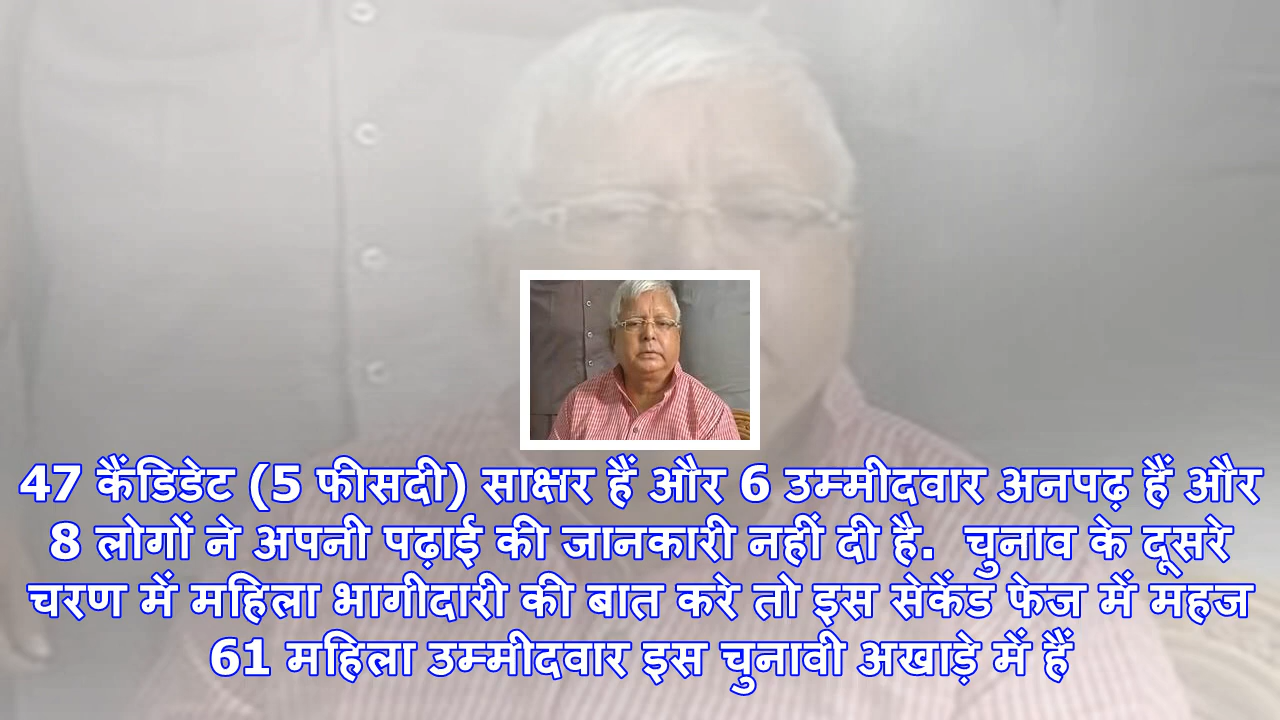 47 कैंडिडेट (5 फीसदी) साक्षर हैं और 6 उम्मीदवार अनपढ़ हैं और
8 लोगों ने अपनी पढ़ाई की जानकारी नहीं दी है.  चुनाव के दूसरे
चरण में महिला भागीदारी की बात करे तो इस सेकेंड फेज में महज
61 महिला उम्मीदवार इस चुनावी अखाड़े में हैं